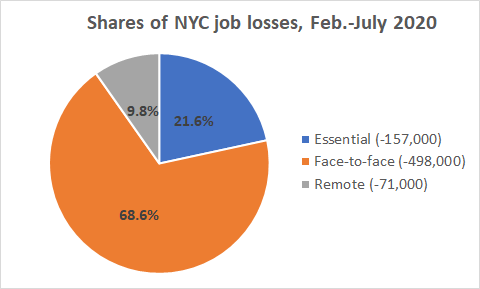 Shares of NYC job losses, Feb.-July 2020
9.8%
21.6%
68.6%
Essential (-157,000)
Face-to-face (-498,000)
Remote (-71,000)